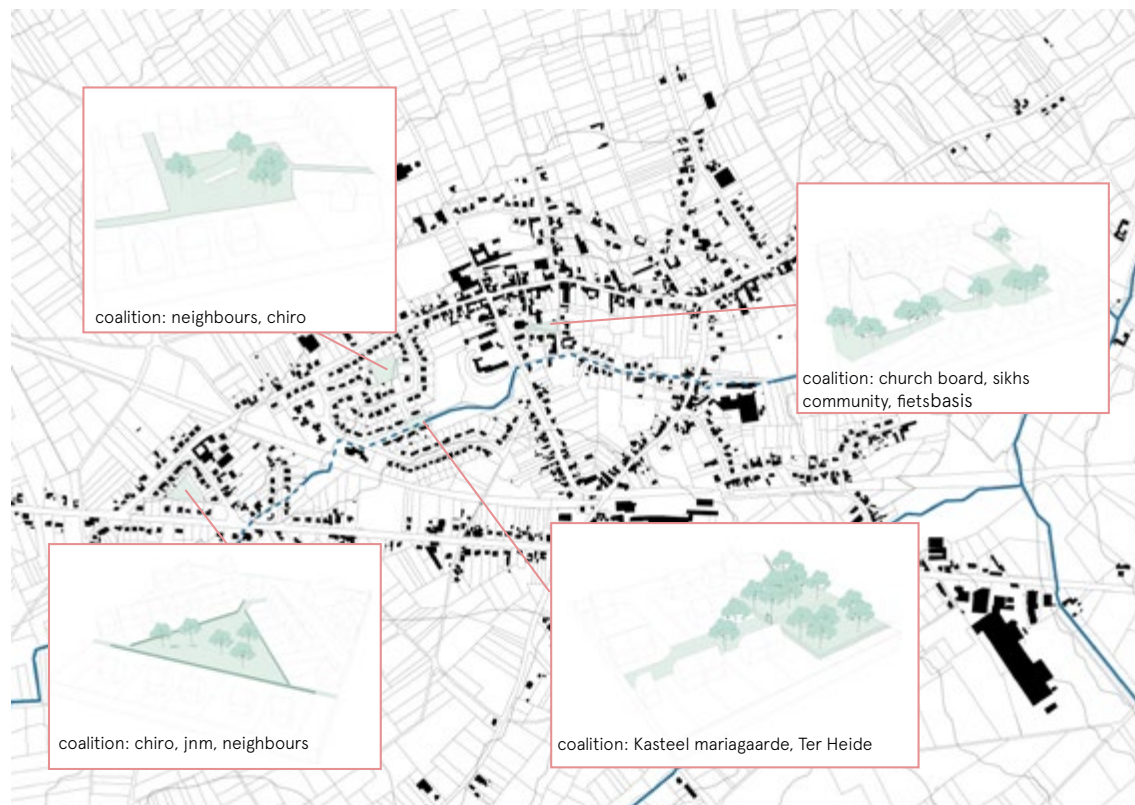 coalition: neighbours, chiro
coalition: church board, sikhs
community, fietsbasis
coalition: chiro, jnm, neighbours
coalition: Kasteel mariagaarde, Ter Heide